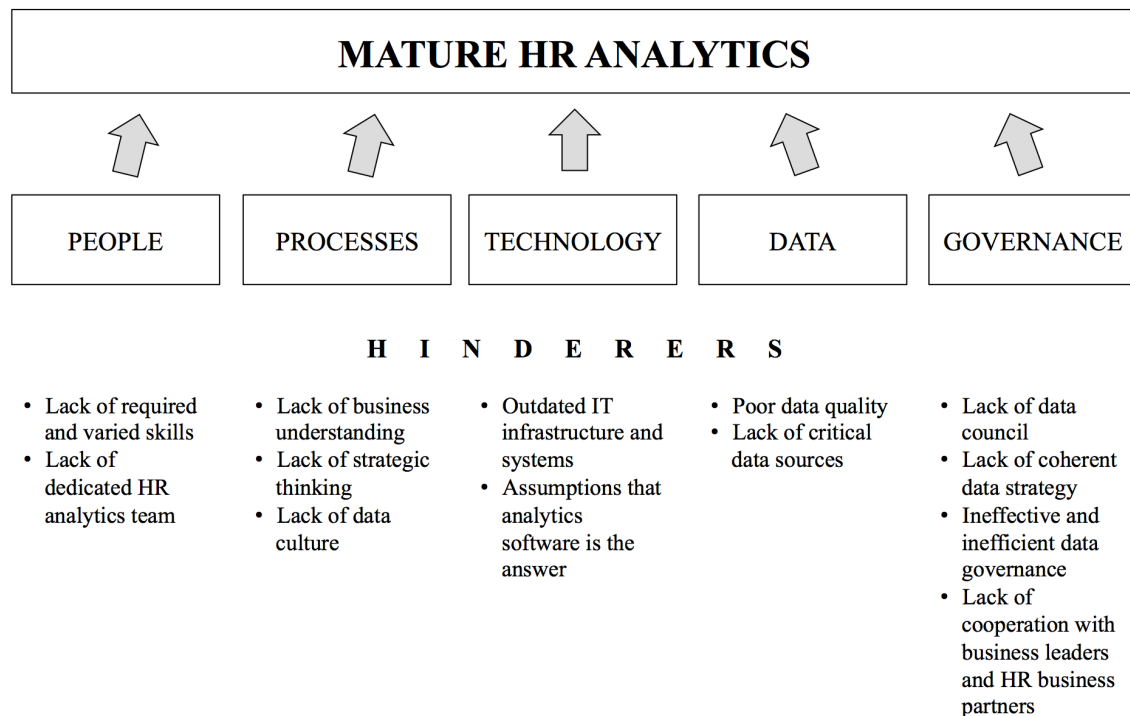 MATURE HR ANALYTICS
PEOPLE
PROCESSES
TECHNOLOGY
DATA
GOVERNANCE
H I N D E R E R S
• Lack of required
and varied skills
• Lack of
dedicated HR
analytics team
• Lack of business
understanding
• Lack of strategic
thinking
• Lack of data
culture
• Outdated IT
infrastructure and
systems
• Assumptions that
analytics
software is the
answer
• Poor data quality
• Lack of critical
data sources
• Lack of data
council
• Lack of coherent
data strategy
• Ineffective and
inefficient data
governance
• Lack of
cooperation with
business leaders
and HR business
partners